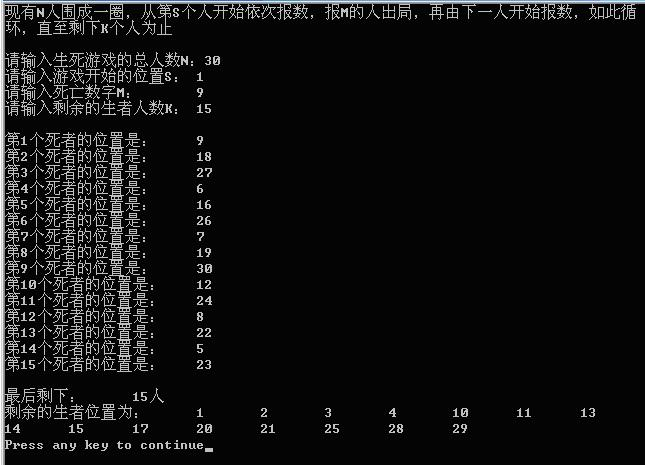 现有N人围成一圈，从第S个人开始依次报数，报M的人出局，再由下一人开始报数，如此循
环，直至剩下K个人为止
请输入生死游戏的总人数N：30
请输入游戏开始的位置S： 1
请输入死亡数字M： 9
请输入剩余的生者人数K： 15
第1个死者的位置是： 9
第2个死者的位置是： 18
第3个死者的位置是： 27
第4个死者的位置是： 6
第5个死者的位置是： 16
第6个死者的位置是： 26
第7个死者的位置是： 7
第8个死者的位置是： 19
第9个死者的位置是： 30
第10个死者的位置是： 12
第11个死者的位置是： 24
第12个死者的位置是： 8
第13个死者的位置是： 22
第14个死者的位置是： 5
第15个死者的位置是： 23
最后剩下： 15人
剩余的生者位置为： 1 2 3 4 10 11 13
14 15 17 20 21 25 28 29
Press any key to continue_